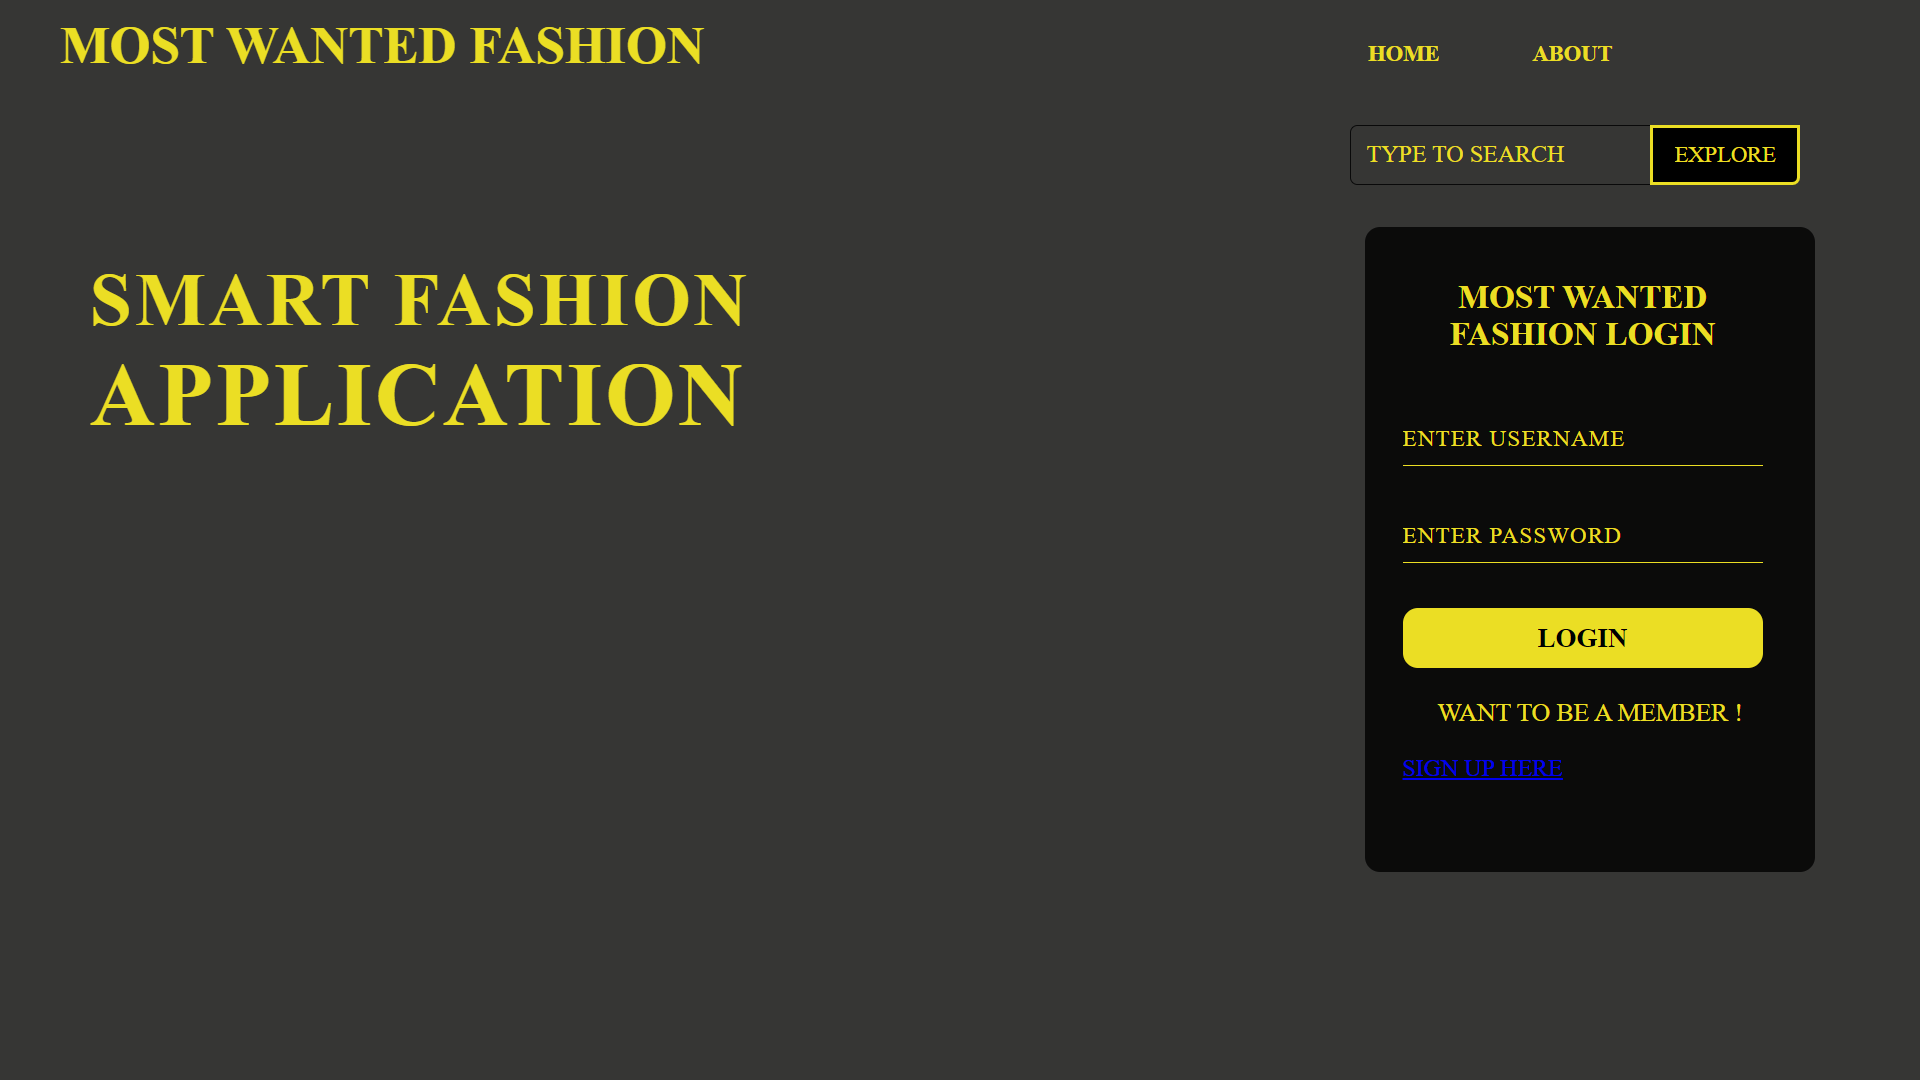 MOST WANTED FASHION
HOME
ABOUT
TYPE TO SEARCH
EXPLORE
SMART FASHION
APPLICATION
MOST WANTED
FASHION LOGIN
ENTER USERNAME
ENTER PASSWORD
LOGIN
WANT TO BE A MEMBER !
SIGN UP HERE